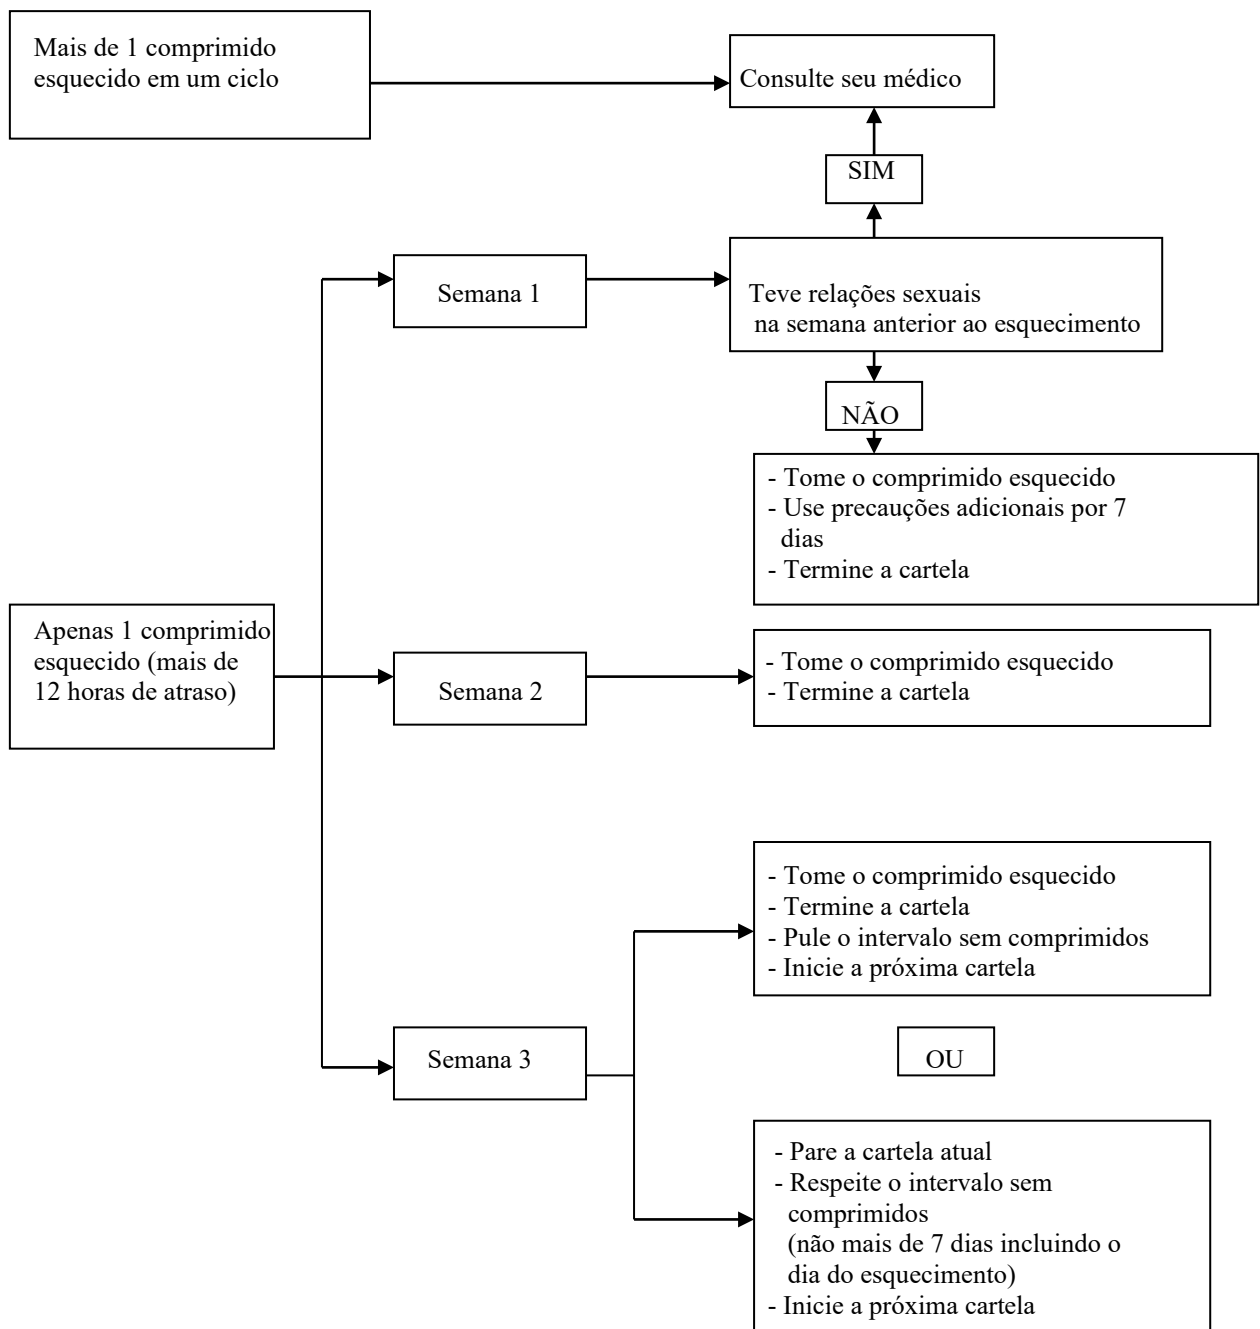 Mais de 1 comprimido
esquecido em um ciclo
Consulte seu médico
SIM
Semana 1
Teve relações sexuais
na semana anterior ao esquecimento
NÃO
- Tome o comprimido esquecido
- Use precauções adicionais por 7
dias
- Termine a cartela
Apenas 1 comprimido
esquecido (mais de
12 horas de atraso)
Semana 2
- Tome o comprimido esquecido
- Termine a cartela
Semana 3
- Tome o comprimido esquecido
- Termine a cartela
- Pule o intervalo sem comprimidos
- Inicie a próxima cartela
OU
- Pare a cartela atual
- Respeite o intervalo sem
comprimidos
(não mais de 7 dias incluindo o
dia do esquecimento)
- Inicie a próxima cartela